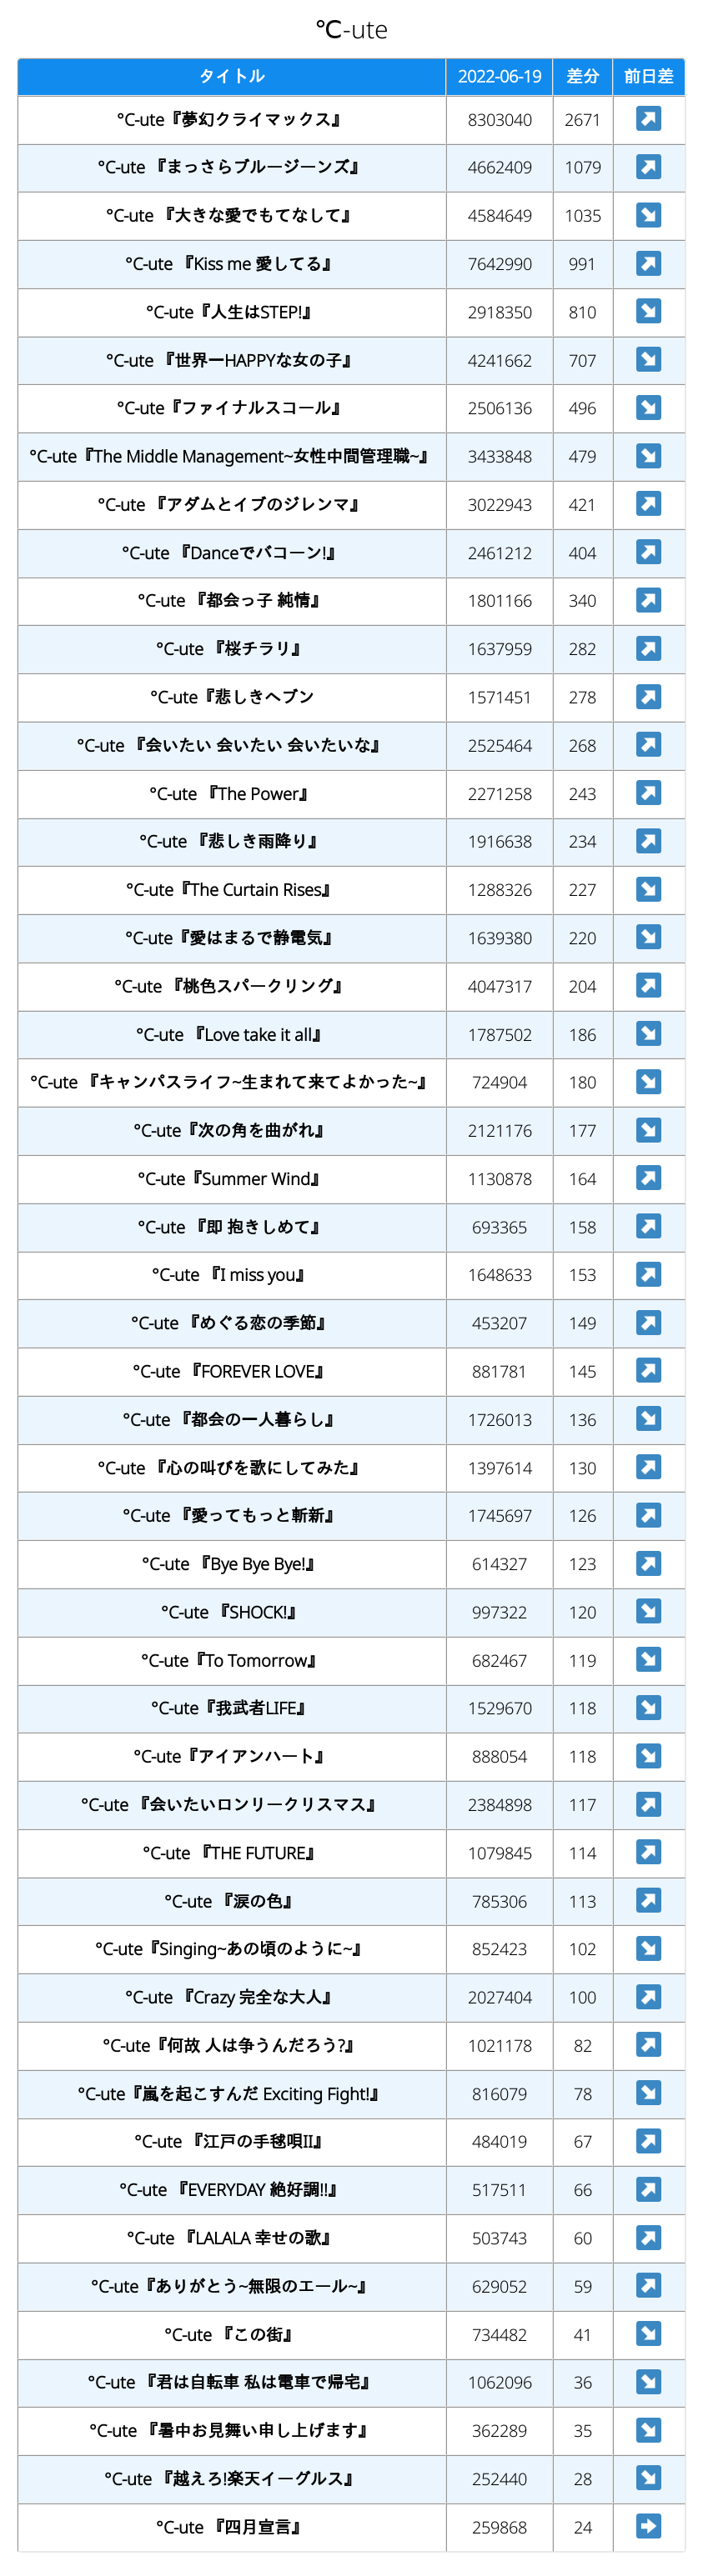 ℃-ute
タイトル 2022-06-19 差分 前日差
℃-ute『夢幻クライマックス』 8303040 2671 ↗
℃-ute 『まっさらブルージーンズ』 4662409 1079 ↗
℃-ute 『大きな愛でもてなして』 4584649 1035 ↘
℃-ute 『Kiss me 愛してる』 7642990 991 ↗
℃-ute『人生はSTEP!』 2918350 810 ↘
℃-ute 『世界一HAPPYな女の子』 4241662 707 ↘
℃-ute『ファイナルスコール』 2506136 496 ↘
℃-ute『The Middle Management~女性中間管理職~』 3433848 479 ↘
℃-ute 『アダムとイブのジレンマ』 3022943 421 ↗
℃-ute 『Danceでバコーン!』 2461212 404 ↗
℃-ute 『都会っ子 純情』 1801166 340 ↗
℃-ute 『桜チラリ』 1637959 282 ↗
℃-ute『悲しきヘブン 1571451 278 ↗
℃-ute 『会いたい 会いたい 会いたいな』 2525464 268 ↗
℃-ute 『The Power』 2271258 243 ↗
℃-ute 『悲しき雨降り』 1916638 234 ↗
℃-ute『The Curtain Rises』 1288326 227 ↘
℃-ute『愛はまるで静電気』 1639380 220 ↘
℃-ute 『桃色スパークリング』 4047317 204 ↗
℃-ute 『Love take it all』 1787502 186 ↘
℃-ute 『キャンパスライフ~生まれて来てよかった~』 724904 180 ↘
℃-ute『次の角を曲がれ』 2121176 177 ↘
℃-ute『Summer Wind』 1130878 164 ↗
℃-ute 『即 抱きしめて』 693365 158 ↗
℃-ute 『I miss you』 1648633 153 ↗
℃-ute 『めぐる恋の季節』 453207 149 ↗
℃-ute 『FOREVER LOVE』 881781 145 ↗
℃-ute 『都会の一人暮らし』 1726013 136 ↘
℃-ute 『心の叫びを歌にしてみた』 1397614 130 ↗
℃-ute 『愛ってもっと斬新』 1745697 126 ↗
℃-ute 『Bye Bye Bye!』 614327 123 ↗
℃-ute 『SHOCK!』 997322 120 ↘
℃-ute『To Tomorrow』 682467 119 ↘
℃-ute『我武者LIFE』 1529670 118 ↘
℃-ute『アイアンハート』 888054 118 ↘
℃-ute 『会いたいロンリークリスマス』 2384898 117 ↗
℃-ute 『THE FUTURE』 1079845 114 ↗
℃-ute 『涙の色』 785306 113 ↗
℃-ute『Singing~あの頃のように~』 852423 102 ↘
℃-ute 『Crazy 完全な大人』 2027404 100 ↗
℃-ute『何故 人は争うんだろう?』 1021178 82 ↗
℃-ute『嵐を起こすんだ Exciting Fight!』 816079 78 ↘
℃-ute 『江戸の手毬唄II』 484019 67 ↗
℃-ute 『EVERYDAY 絶好調!!』 517511 66 ↗
℃-ute 『LALALA 幸せの歌』 503743 60 ↗
℃-ute『ありがとう~無限のエール~』 629052 59 ↗
℃-ute 『この街』 734482 41 ↘
℃-ute 『君は自転車 私は電車で帰宅』 1062096 36 ↘
℃-ute 『暑中お見舞い申し上げます』 362289 35 ↘
℃-ute 『越えろ!楽天イーグルス』 252440 28 ↘
℃-ute 『四月宣言』 259868 24 →